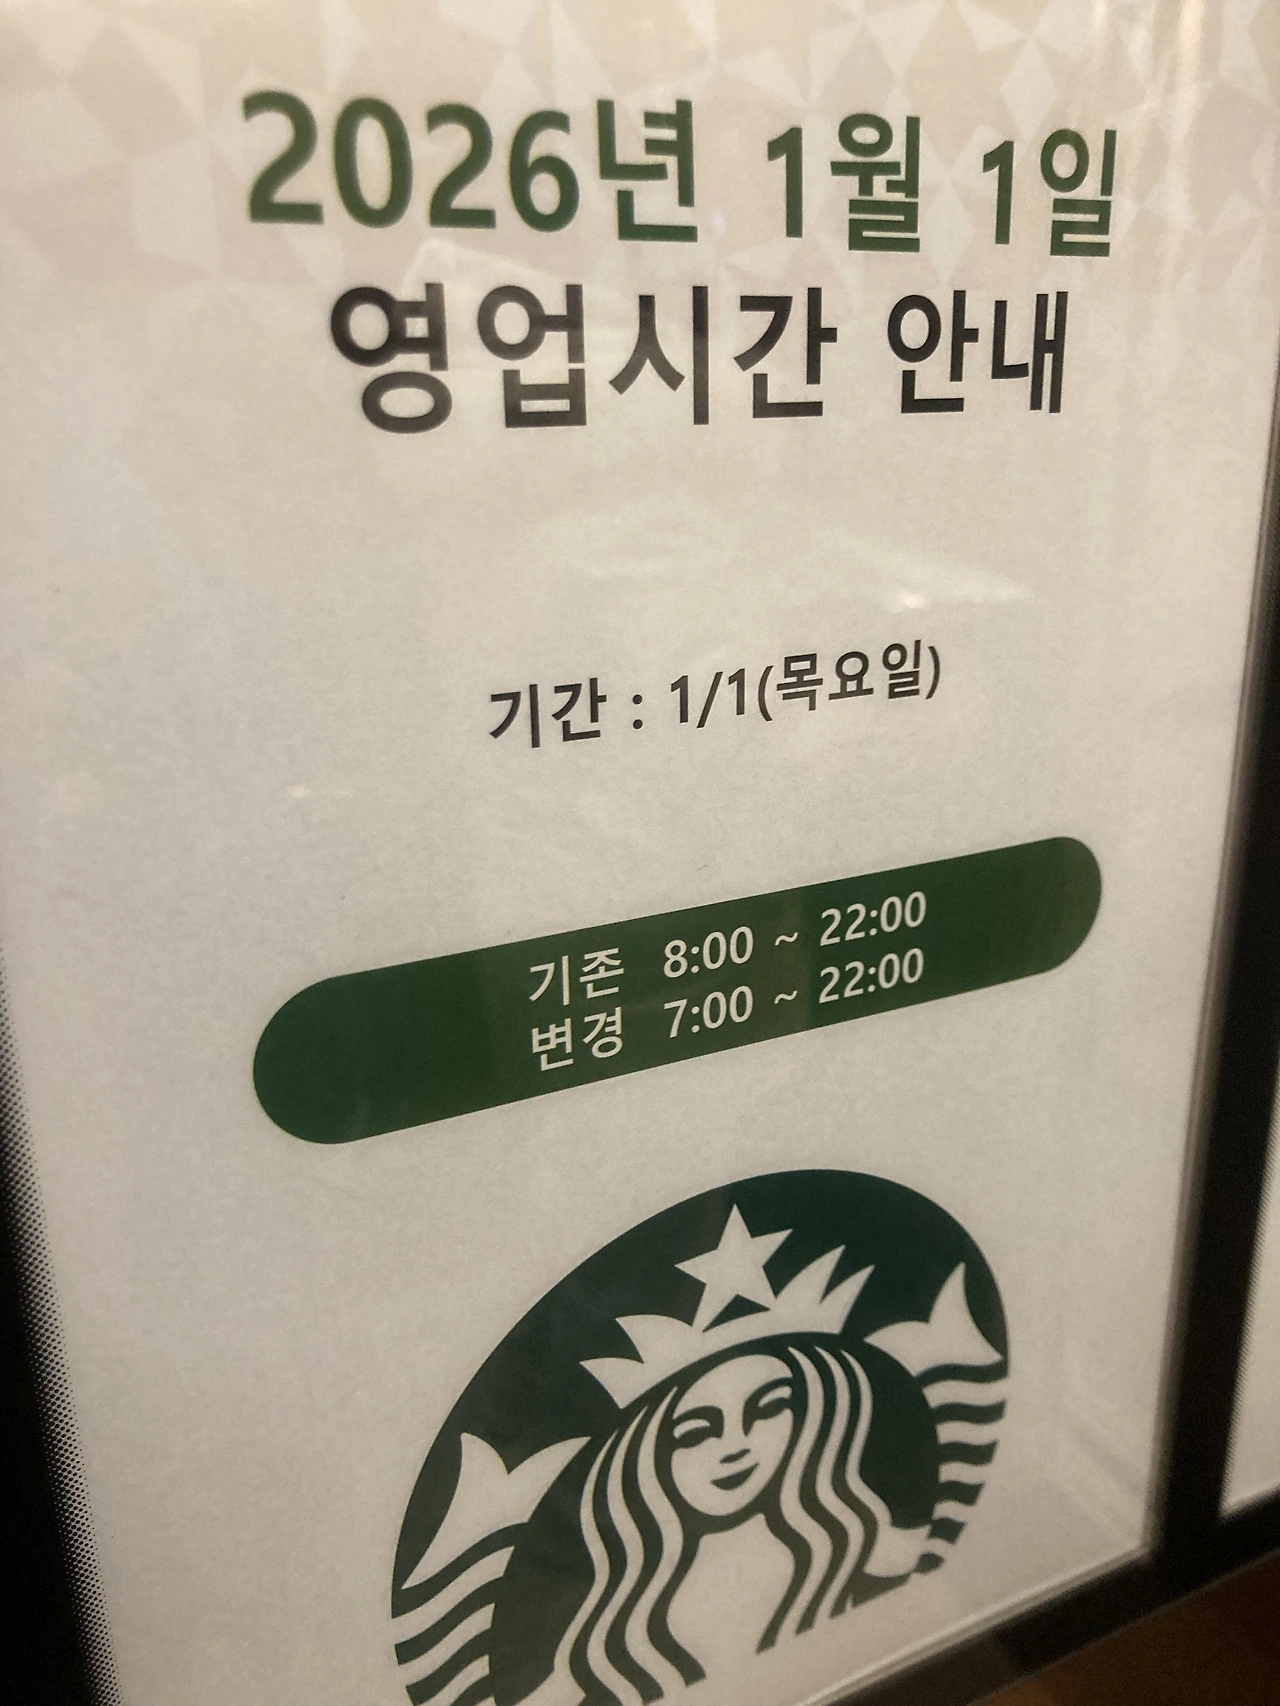 2026년 1월 1일
영업시간 안내
기간 : 1/1(목요일)
기존 8:00 ~ 22:00
변경 7:00 ~ 22:00